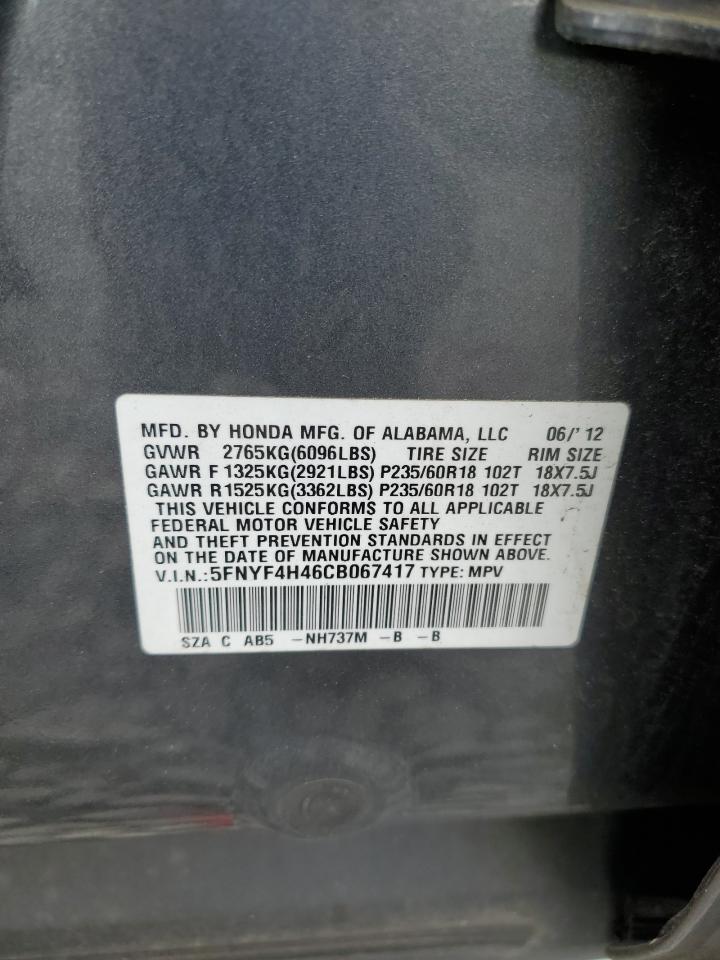 MFD. BY HONDA MFG. OF ALABAMA, LLC 06/'12
GVWR 2765KG(6096LBS) TIRE SIZE RIM SIZE
GAWR F 1325KG(2921LBS) P235/60R18 102T 18X7.5J
GAWR R 1525KG(3362LBS) P235/60R18 102T 18X7.5J
THIS VEHICLE CONFORMS TO ALL APPLICABLE
FEDERAL MOTOR VEHICLE SAFETY
AND THEFT PREVENTION STANDARDS IN EFFECT
ON THE DATE OF MANUFACTURE SHOWN ABOVE.
V.I.N.:5FNYF4H46CB067417 TYPE: MPV
SZA C AB5 -NH737M -B -B